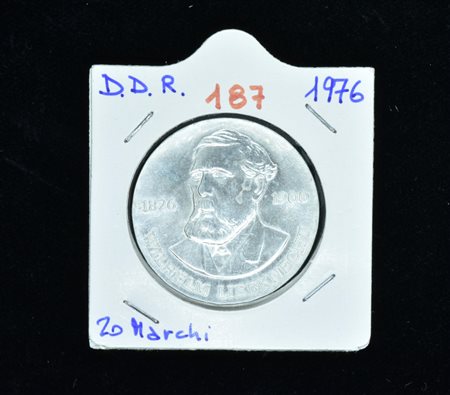 D.D.R. 187 1976
1826 1900
WILHELM LIEBKNECHT
20 Marchi